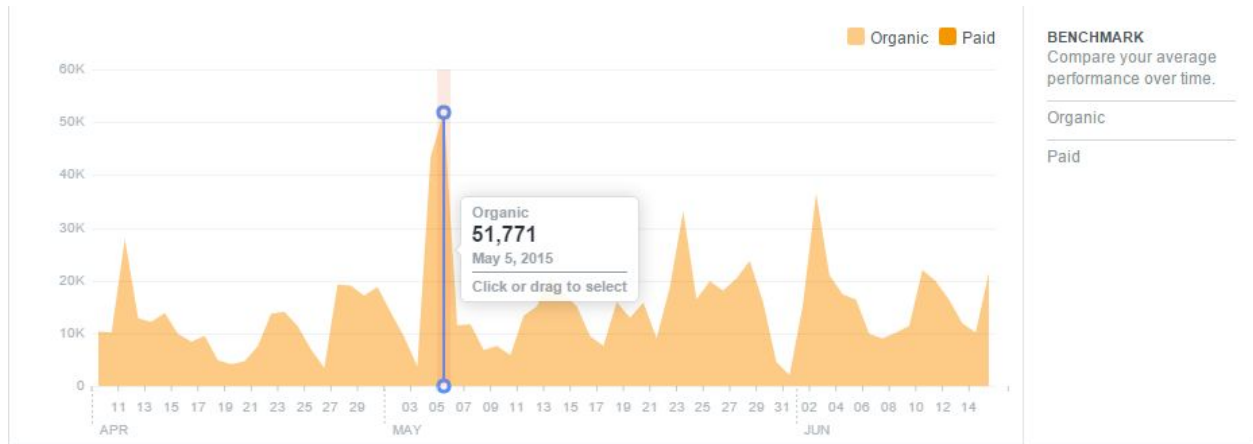 Organic Paid
60K
50K
40K
30K
20K
10K
0
Organic
51,771
May 5, 2015
Click or drag to select
11 13 15 17 19 21 23 25 27 29 03 05 07 09 11 13 15 17 19 21 23 25 27 29 31 02 04 06 08 10 12 14
APR MAY JUN
BENCHMARK
Compare your average
performance over time.
Organic
Paid